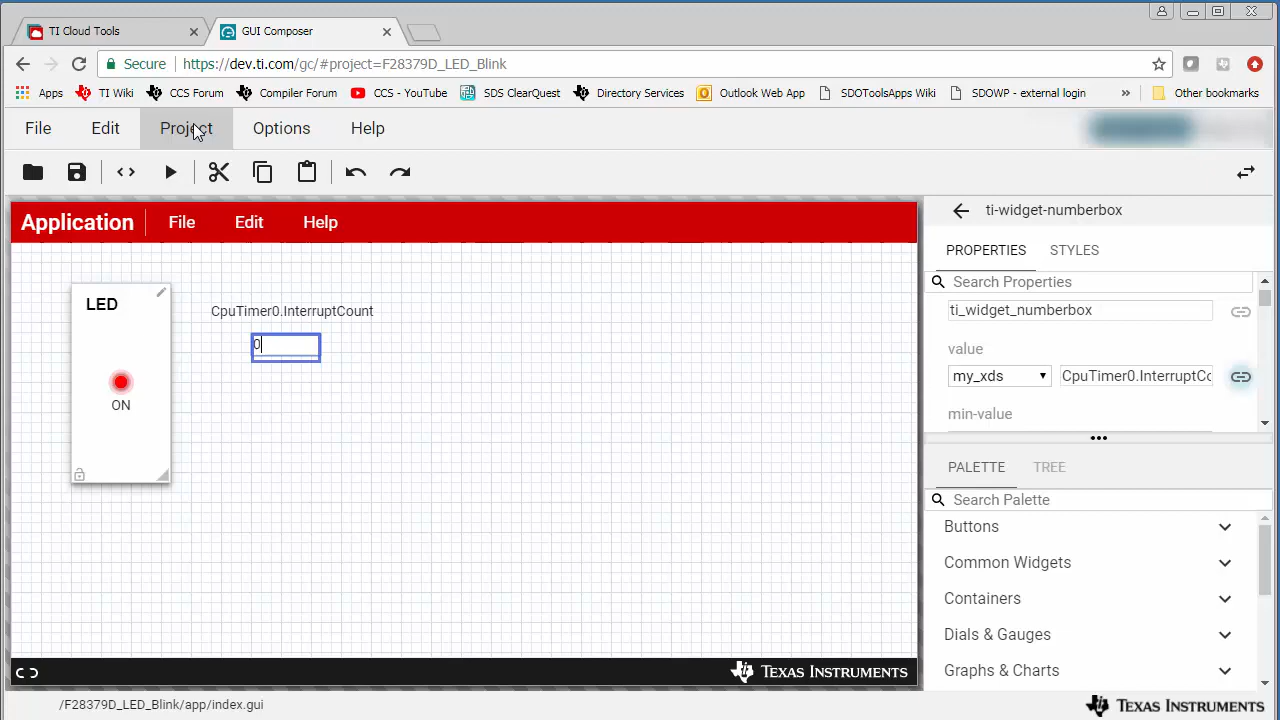 TI Cloud Tools
GUI Composer
Secure https://dev.ti.com/gc/#project=F28379D_LED_Blink
Apps TI Wiki CCS Forum Compiler Forum CCS - YouTube SDS ClearQuest Directory Services Outlook Web App SDOToolsApps Wiki SDOWP - external login » Other bookmarks
File Edit Project Options Help
Application File Edit Help
ti-widget-numberbox
PROPERTIES STYLES
Search Properties
ti_widget_numberbox
value
my_xds CpuTimer0.InterruptCo
min-value
LED
ON
CpuTimer0.InterruptCount
0
PALETTE TREE
Search Palette
Buttons
Common Widgets
Containers
Dials & Gauges
Graphs & Charts
TEXAS INSTRUMENTS
/F28379D_LED_Blink/app/index.gui
TEXAS INSTRUMENTS